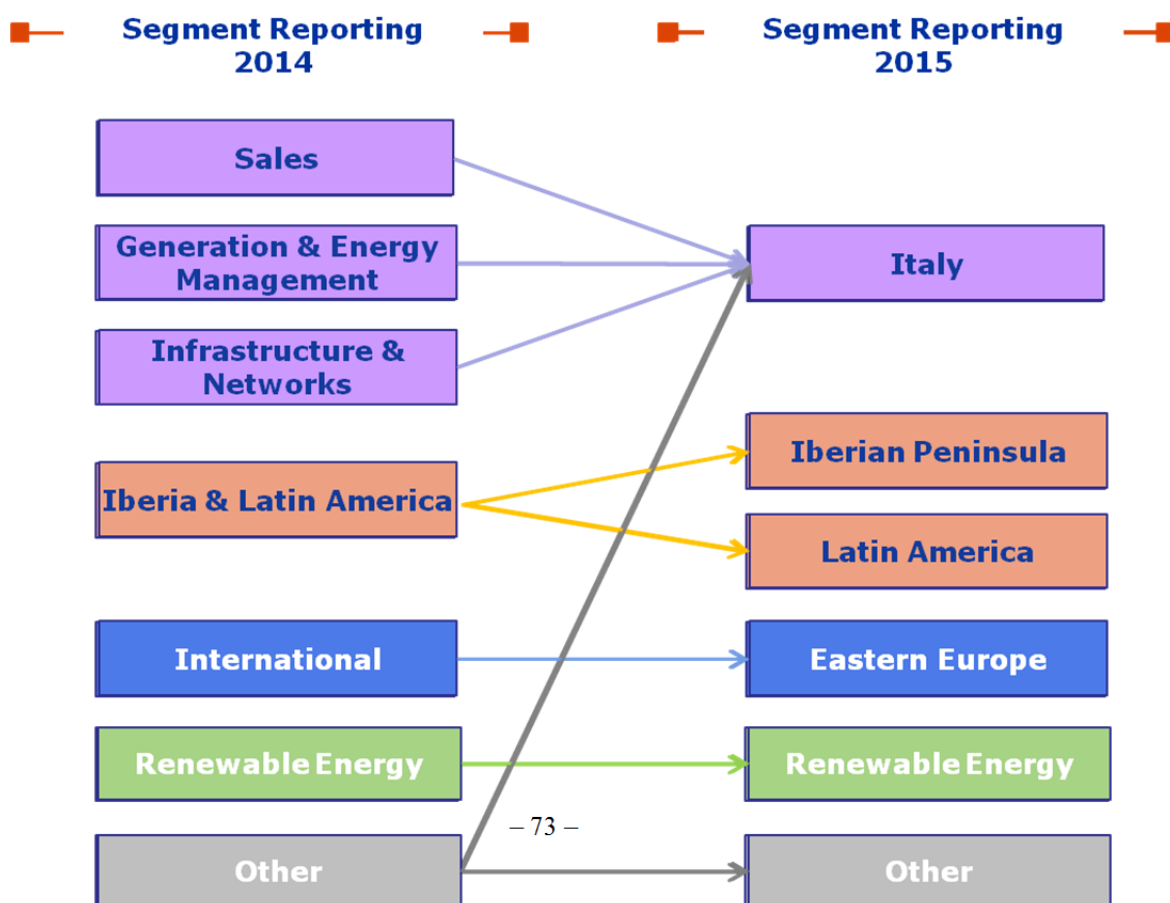 Segment Reporting
2014
Segment Reporting
2015
Sales
Generation & Energy
Management
Italy
Infrastructure &
Networks
Iberian Peninsula
Iberia & Latin America
Latin America
International
Eastern Europe
Renewable Energy
Renewable Energy
– 73 –
Other
Other